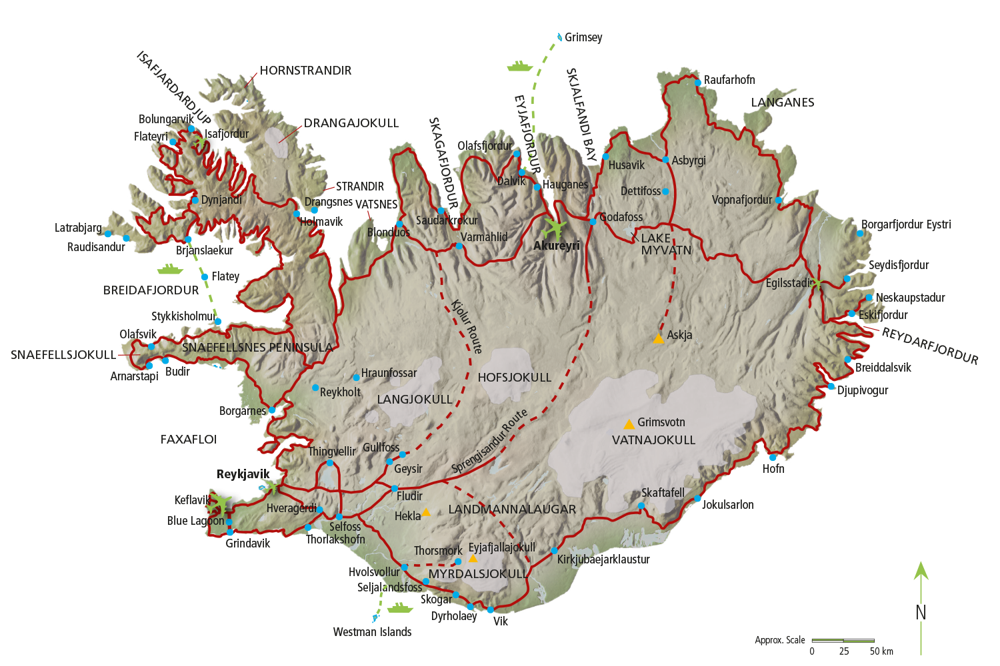 Grimsey
ISAFJARDARDJUP
HORNSTRANDIR
SKJALFANDI BAY
Raufarhofn
EYJAFJORDUR
LANGANES
Bolungarvik
DRANGAJOKULL
SKAGAFJORDUR
Flateyri
Isafjordur
Olafsfjordur
Husavik
Asbyrgi
Dalvik
Hauganes
STRANDIR
Dettifoss
Dynjandi
Drangsnes
VATSNES
Vopnafjordur
Holmavik
Saudarkrokur
Godafoss
Latrabjarg
Borgarfjordur Eystri
Blonduos
Varmahlid
LAKE
MYVATN
Raudisandur
Brjanslaekur
Akureyri
Seydisfjordur
Flatey
Egilsstadir
BREIDAFJORDUR
Neskaupstadur
Stykkisholmur
Kjolur Route
Eskifjordur
Olafsvik
Askja
REYDARFJORDUR
SNAEFELLSNES PENINSULA
SNAEFELLSJOKULL
Breiddalsvik
Arnarstapi
Budir
Hraunfossar
HOFSJOKULL
Reykholt
Djupivogur
LANGJOKULL
Borgarnes
Grimsvotn
FAXAFLOI
VATNAJOKULL
Sprengisandur Route
Thingvellir
Gullfoss
Geysir
Hofn
Reykjavik
Fludir
Skaftafell
Keflavik
Hveragerdi
Hekla
LANDMANNALAUGAR
Jokulsarlon
Blue Lagoon
Selfoss
Grindavik
Thorlakshofn
Thorsmork
Eyjafjallajokull
Kirkjubaejarklaustur
Hvolsvollur
MYRDALSJOKULL
Seljalandsfoss
Skogar
Dyrholaey
Vik
Westman Islands
N
Approx. Scale
0 25 50 km